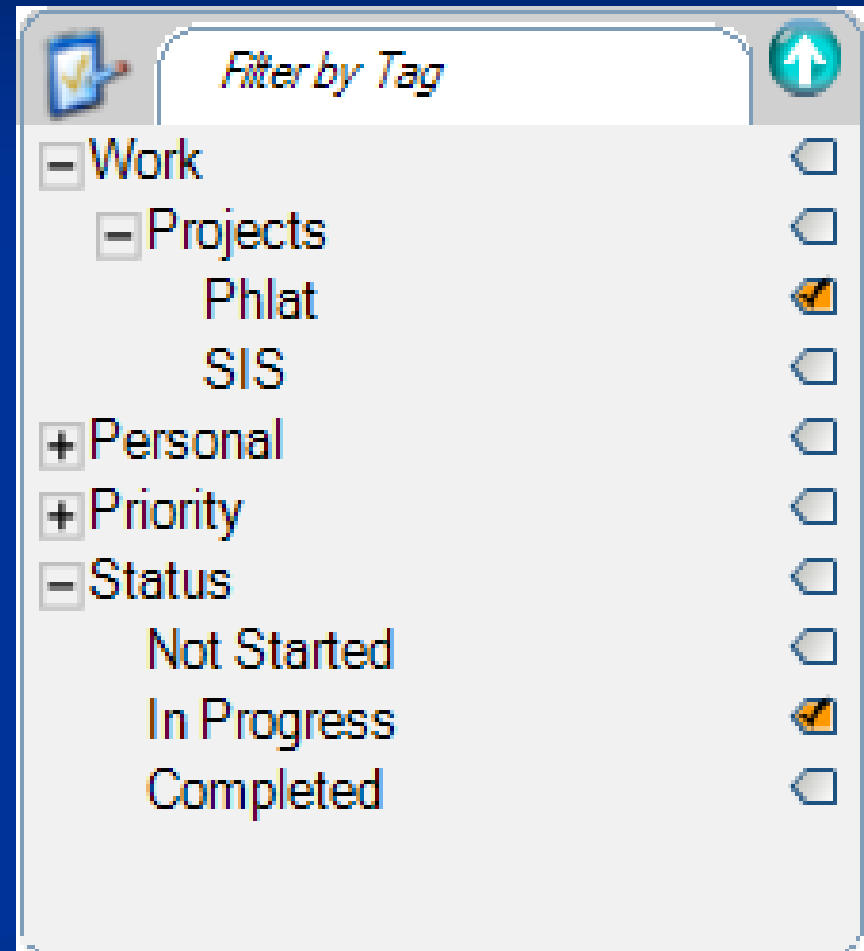 Filter by Tag
Work
Projects
Phlat
SIS
Personal
Priority
Status
Not Started
In Progress
Completed